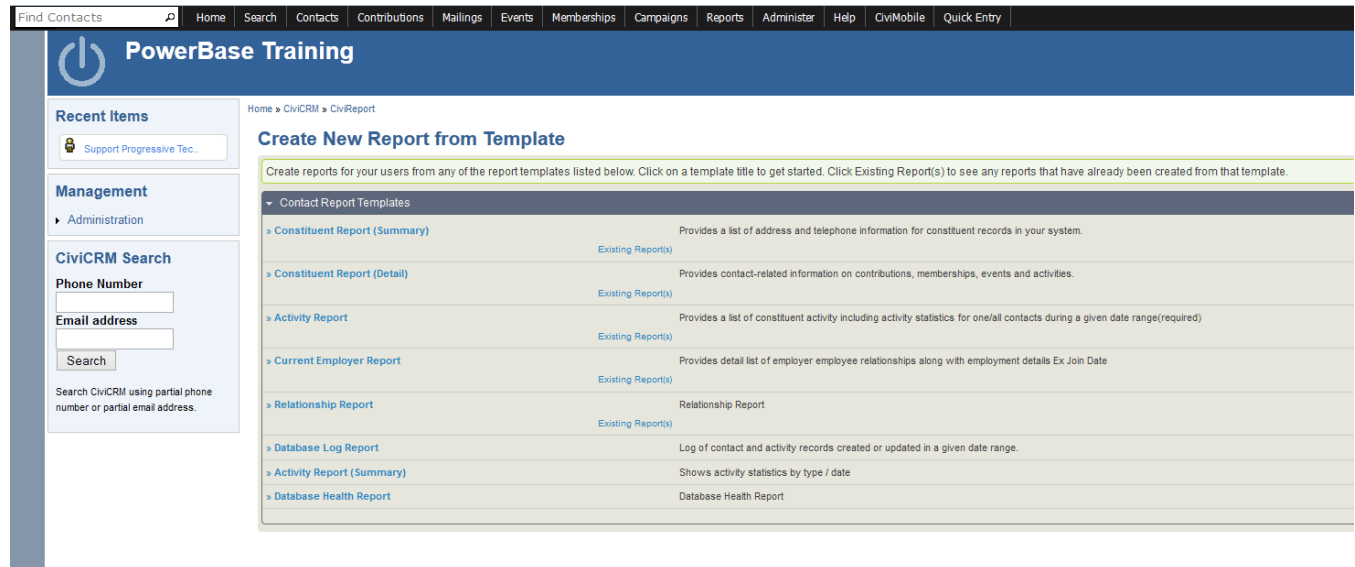 Find Contacts Home Search Contacts Contributions Mailings Events Memberships Campaigns Reports Administer Help CiviMobile Quick Entry
PowerBase Training
Recent Items
Support Progressive Tec..
Management
Administration
CiviCRM Search
Phone Number
Email address
Search
Search CiviCRM using partial phone
number or partial email address.
Home » CiviCRM » CiviReport
Create New Report from Template
Create reports for your users from any of the report templates listed below. Click on a template title to get started. Click Existing Report(s) to see any reports that have already been created from that template.
Contact Report Templates
» Constituent Report (Summary) Provides a list of address and telephone information for constituent records in your system.
Existing Report(s)
» Constituent Report (Detail) Provides contact-related information on contributions, memberships, events and activities.
Existing Report(s)
» Activity Report Provides a list of constituent activity including activity statistics for one/all contacts during a given date range(required)
Existing Report(s)
» Current Employer Report Provides detail list of employer employee relationships along with employment details Ex Join Date
Existing Report(s)
» Relationship Report Relationship Report
Existing Report(s)
» Database Log Report Log of contact and activity records created or updated in a given date range.
» Activity Report (Summary) Shows activity statistics by type / date
» Database Health Report Database Health Report